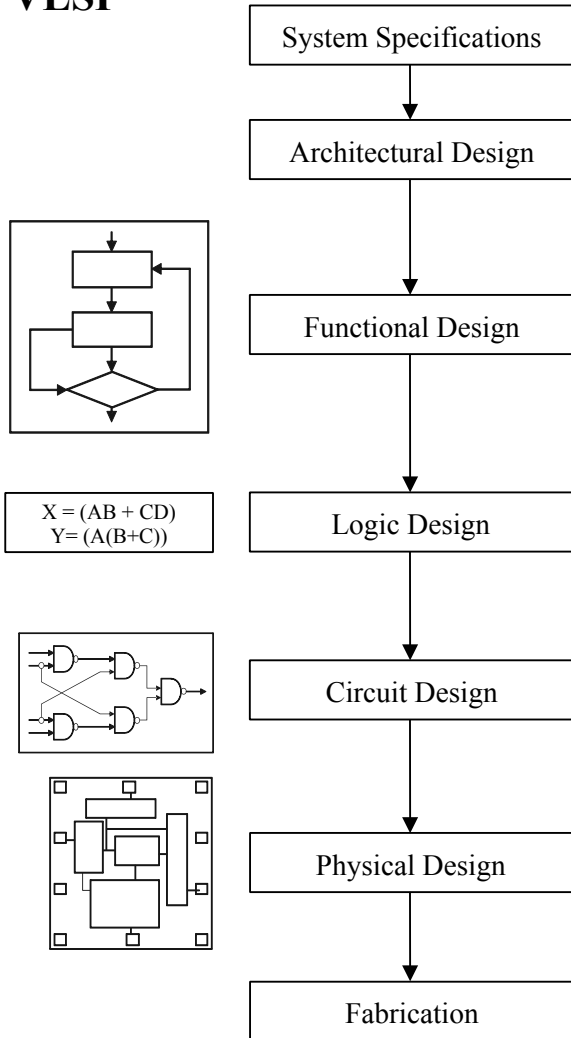 VLSI
System Specifications
Architectural Design
Functional Design
X = (AB + CD)
Y= (A(B+C))
Logic Design
Circuit Design
Physical Design
Fabrication